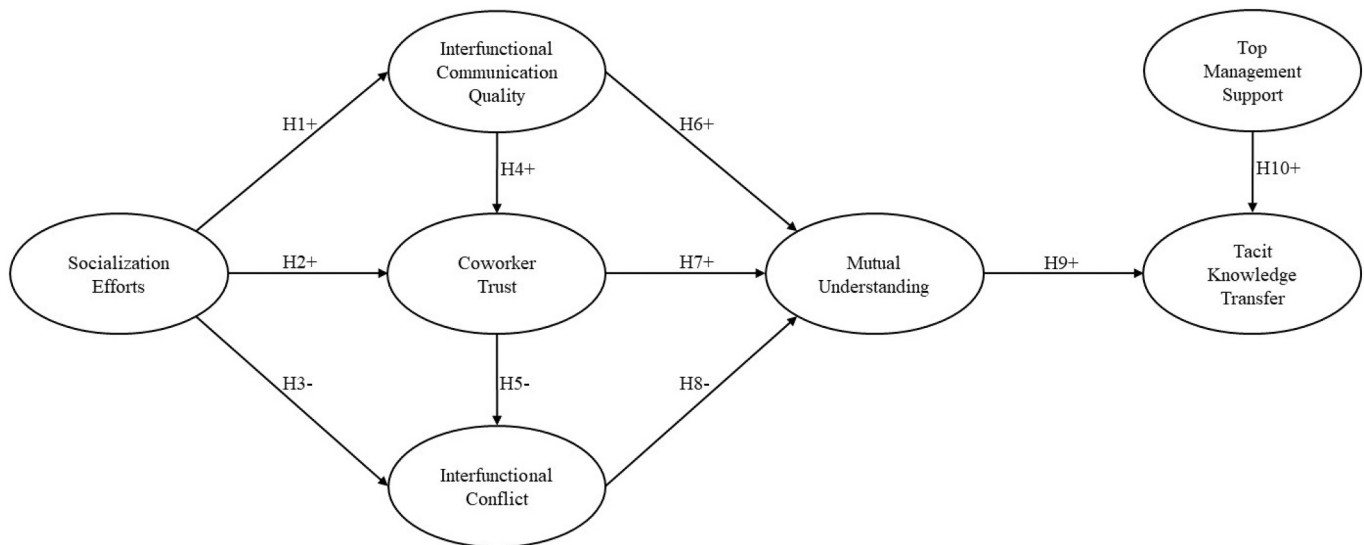 Interfunctional
Communication
Quality
Top
Management
Support
H1+
H6+
H4+
H10+
Socialization
Efforts
H2+
Coworker
Trust
H7+
Mutual
Understanding
H9+
Tacit
Knowledge
Transfer
H3-
H5-
H8-
Interfunctional
Conflict